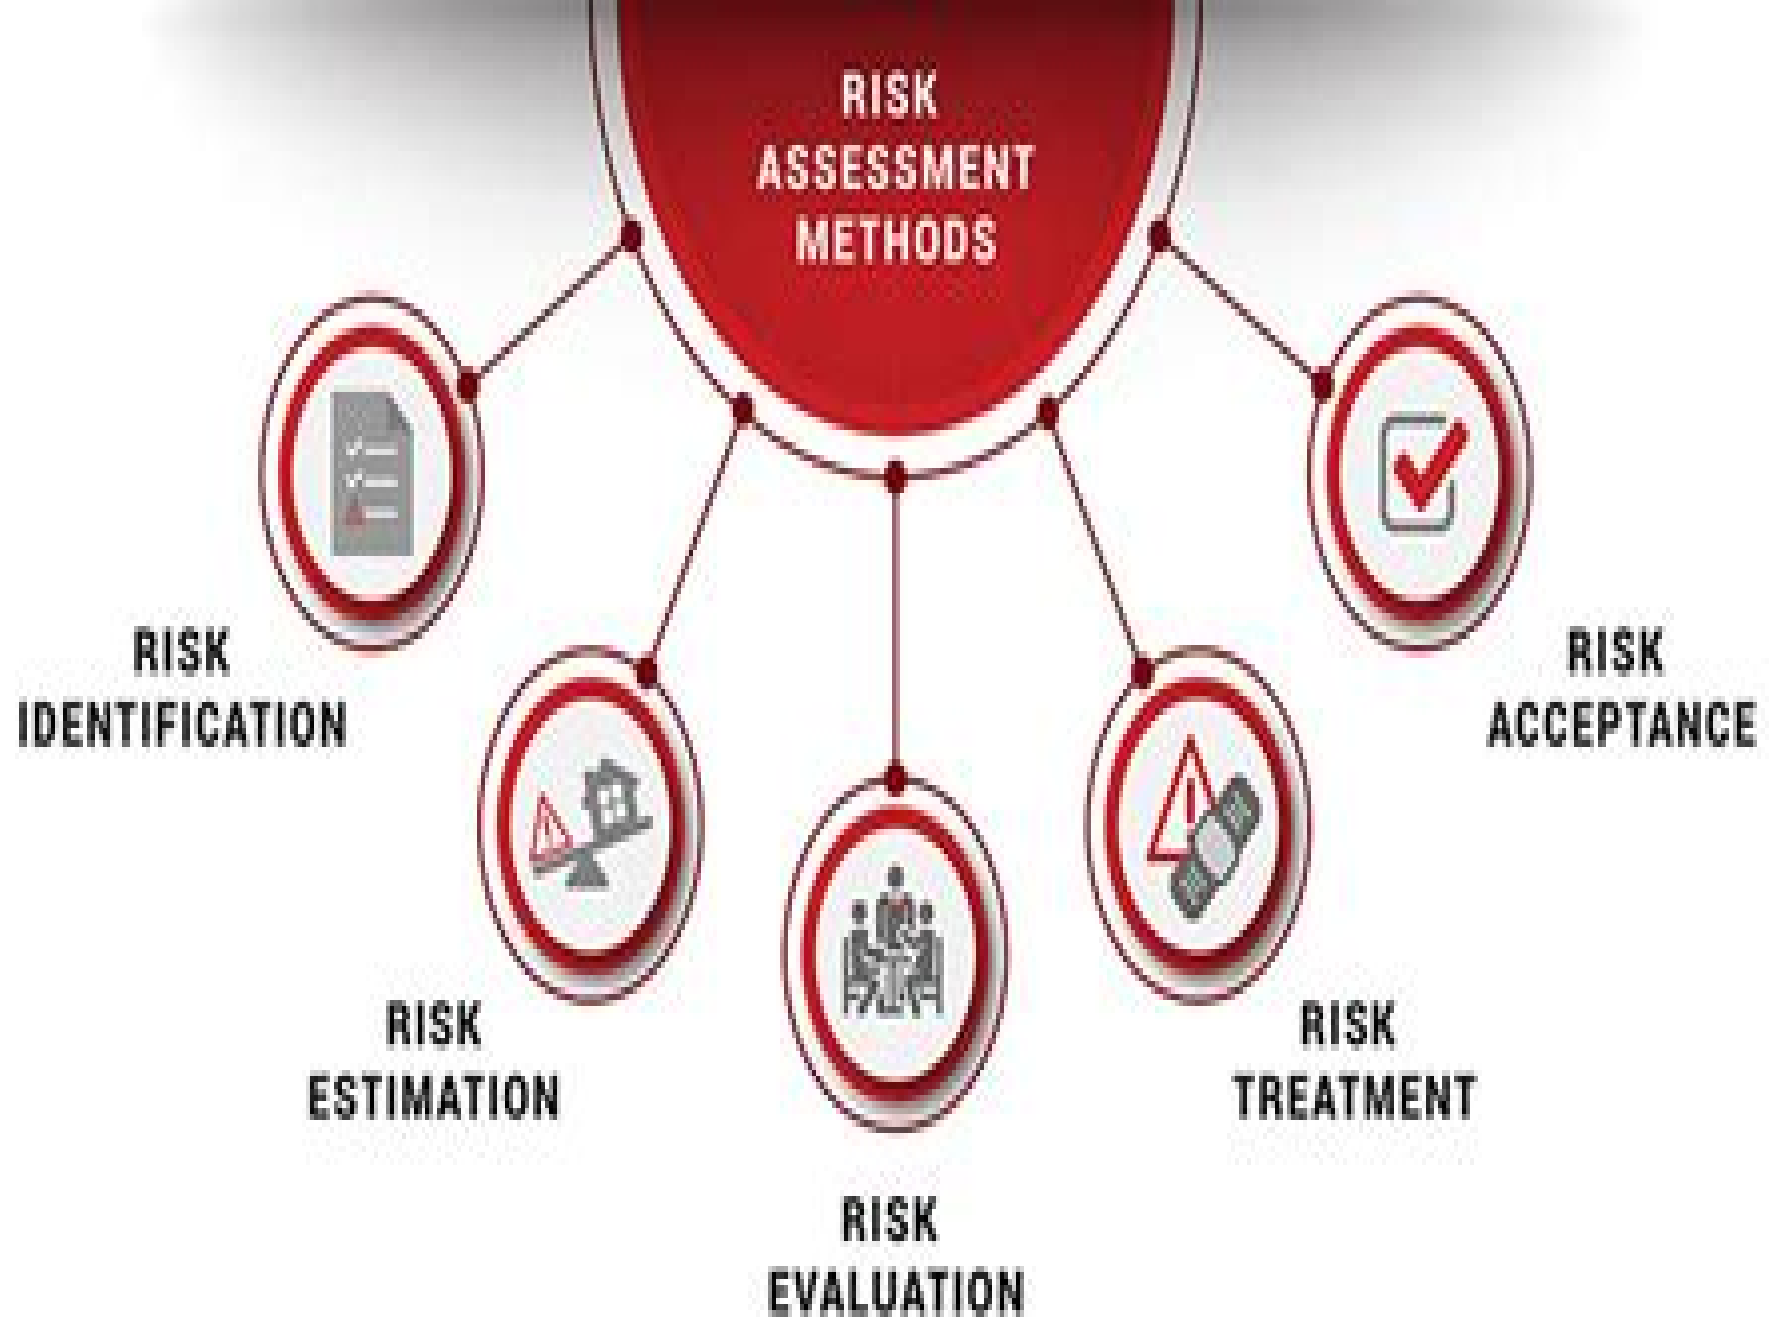 RISK
ASSESSMENT
METHODS
RISK
IDENTIFICATION
RISK
ESTIMATION
RISK
EVALUATION
RISK
TREATMENT
RISK
ACCEPTANCE